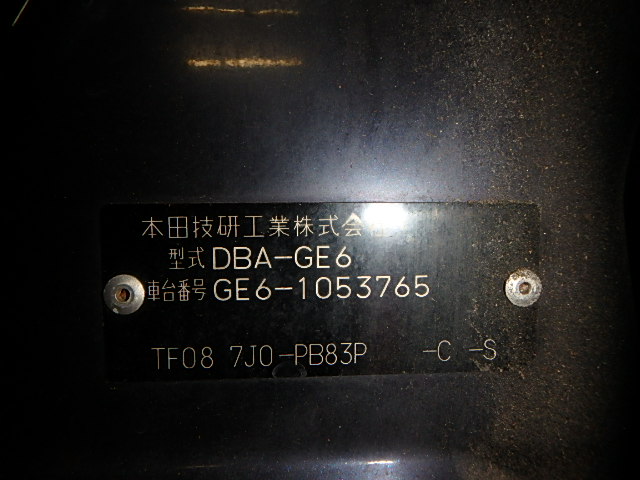 本田技研工業株式会
型式 DBA-GE6
車台番号 GE6-1053765
TF08 7J0-PB83P -C -S